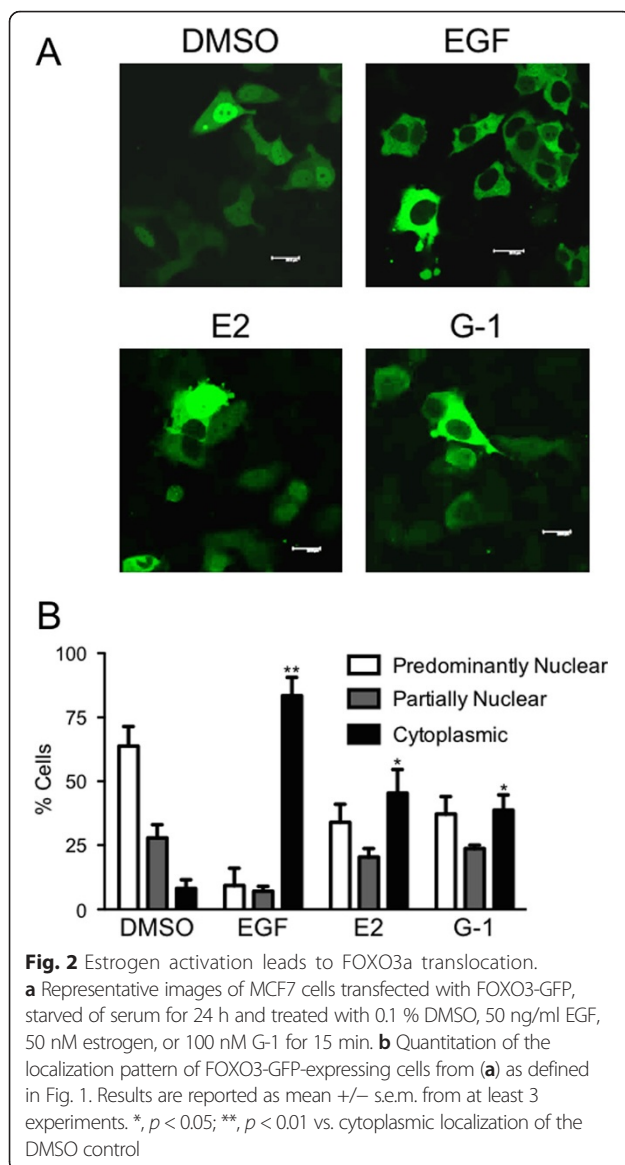 A
DMSO
EGF
E2
G-1
B
100
75
50
25
0
% Cells
Predominantly Nuclear
Partially Nuclear
Cytoplasmic
**
*
*
DMSO EGF E2 G-1
Fig. 2 Estrogen activation leads to FOXO3a translocation.
a Representative images of MCF7 cells transfected with FOXO3-GFP,
starved of serum for 24 h and treated with 0.1 % DMSO, 50 ng/ml EGF,
50 nM estrogen, or 100 nM G-1 for 15 min. b Quantitation of the
localization pattern of FOXO3-GFP-expressing cells from (a) as defined
in Fig. 1. Results are reported as mean +/− s.e.m. from at least 3
experiments. *, p < 0.05; **, p < 0.01 vs. cytoplasmic localization of the
DMSO control